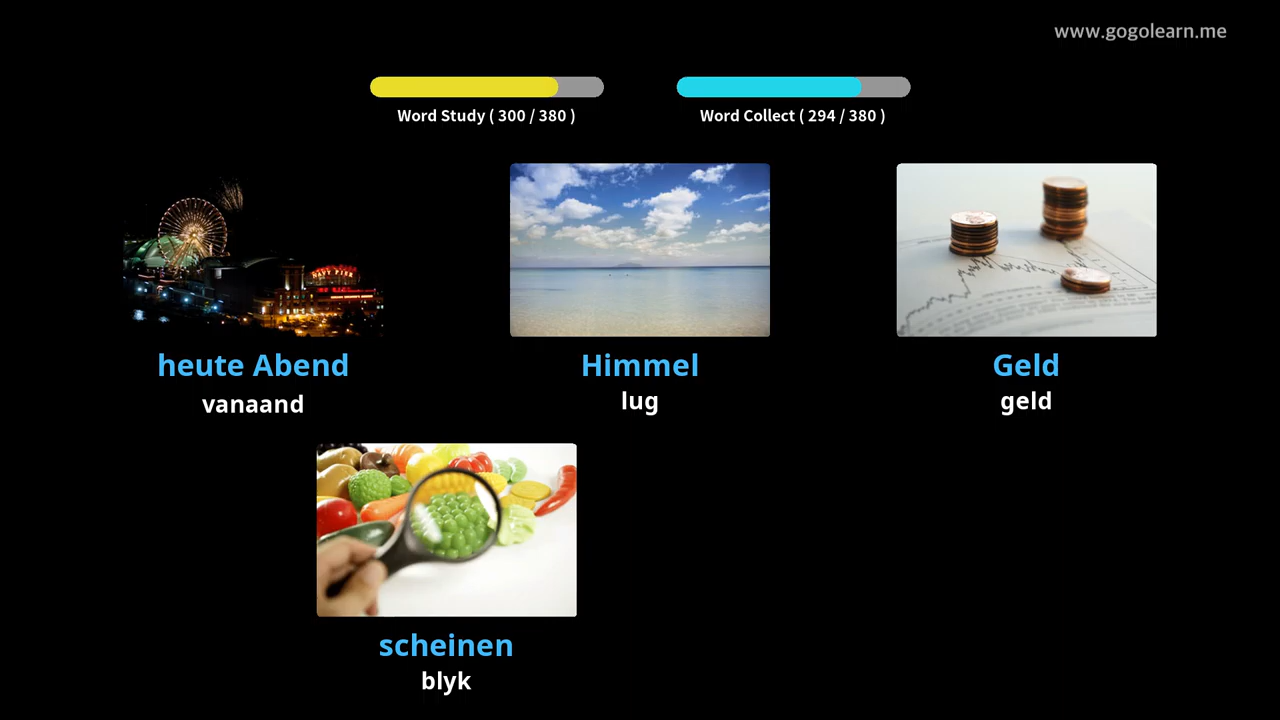 www.gogolearn.me
Word Study ( 300 / 380 )
Word Collect ( 294 / 380 )
heute Abend
vanaand
Himmel
lug
Geld
geld
scheinen
blyk